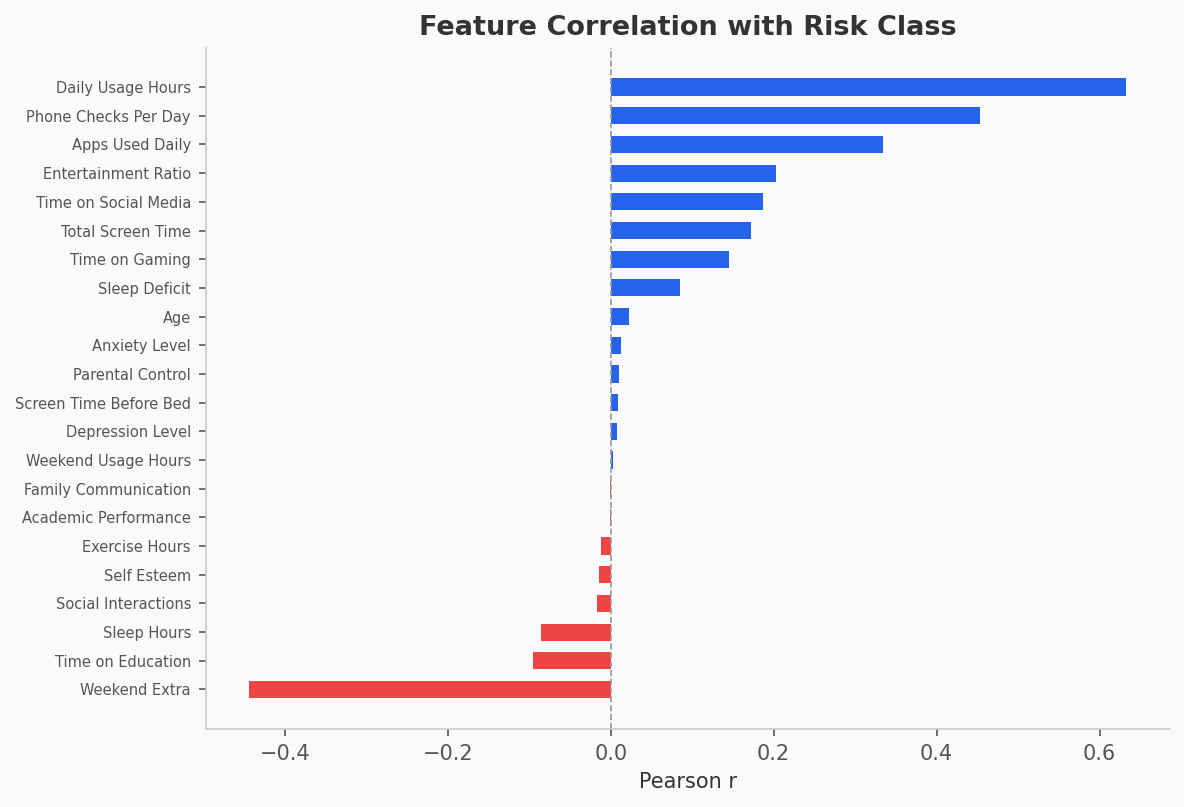 Feature Correlation with Risk Class
Daily Usage Hours
Phone Checks Per Day
Apps Used Daily
Entertainment Ratio
Time on Social Media
Total Screen Time
Time on Gaming
Sleep Deficit
Age
Anxiety Level
Parental Control
Screen Time Before Bed
Depression Level
Weekend Usage Hours
Family Communication
Academic Performance
Exercise Hours
Self Esteem
Social Interactions
Sleep Hours
Time on Education
Weekend Extra
−0.4 −0.2 0.0 0.2 0.4 0.6
Pearson r